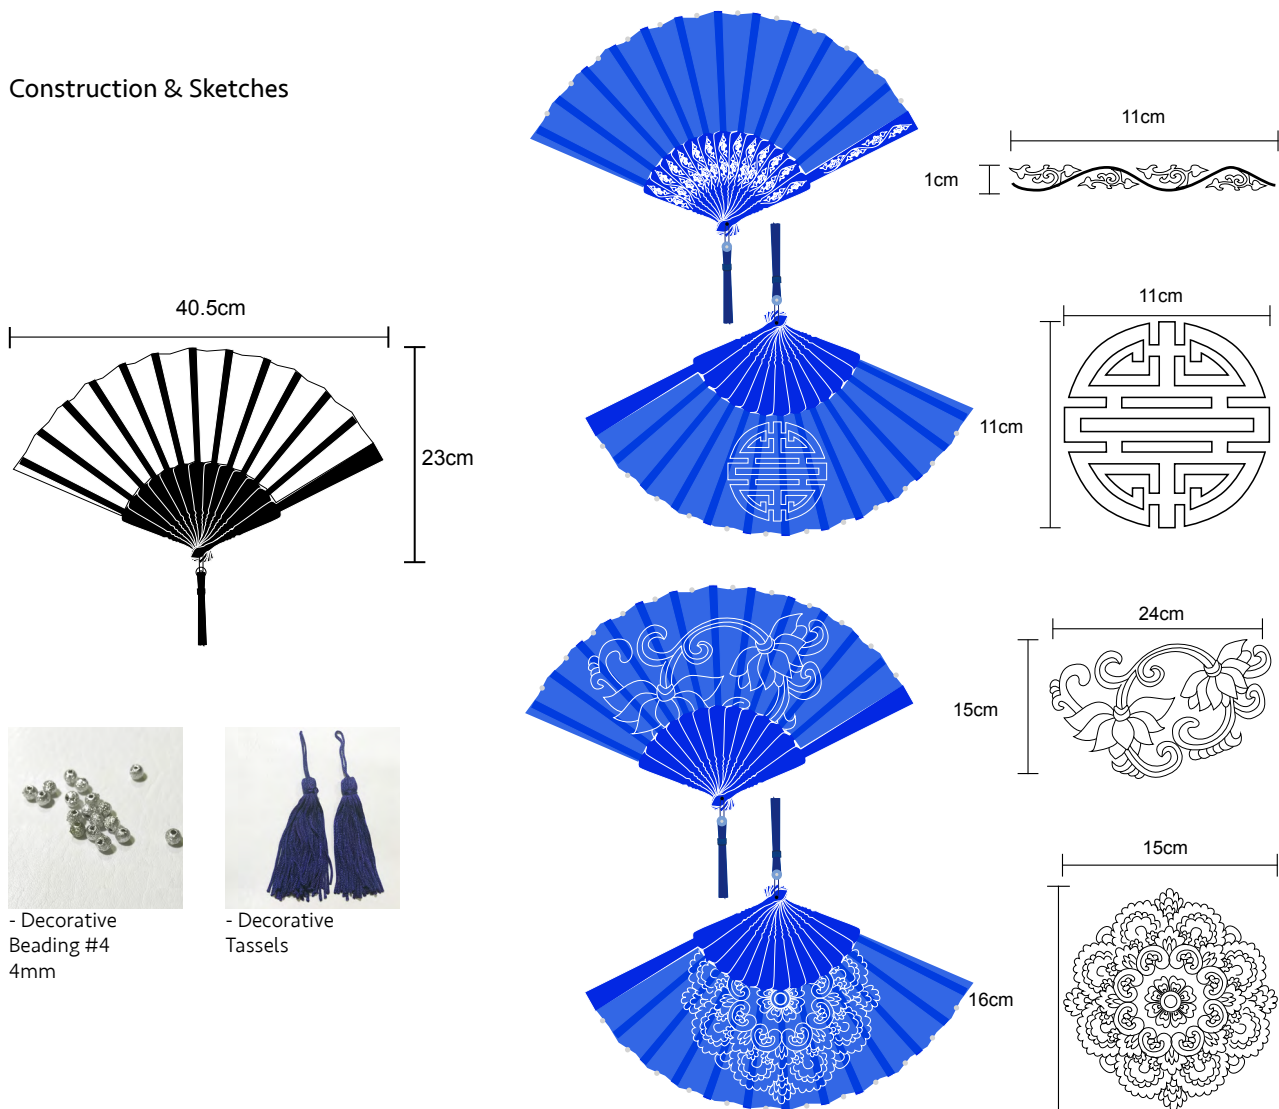 Construction & Sketches
40.5cm
23cm
- Decorative
Beading #4
4mm
- Decorative
Tassels
11cm
1cm
11cm
11cm
24cm
15cm
15cm
16cm